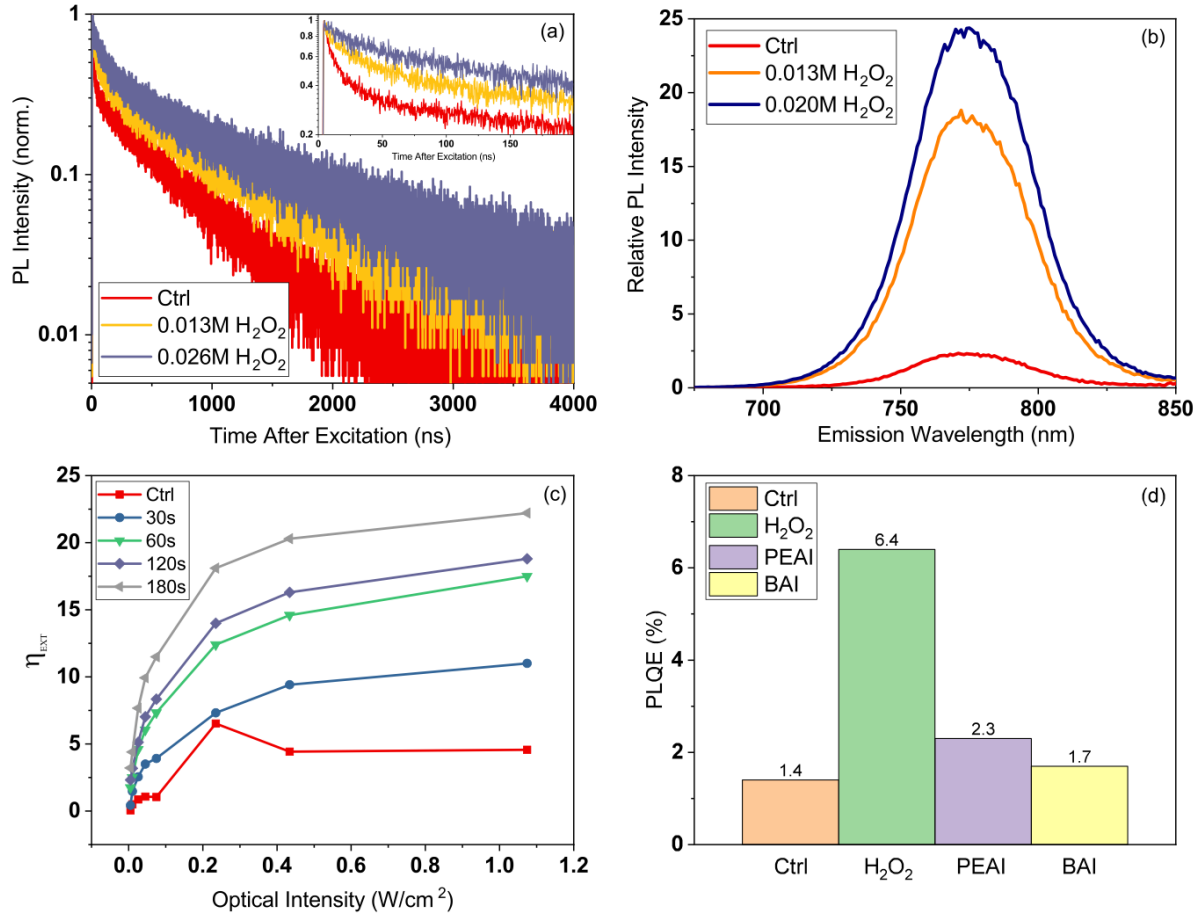 (a)
PL Intensity (norm.)
1
0.1
0.01
0
1000
2000
3000
4000
Time After Excitation (ns)
Ctrl
0.013M H₂O₂
0.026M H₂O₂
1
0.8
0.6
0.4
0.2
0
50
100
150
Time After Excitation (ns)
(b)
Relative PL Intensity
25
20
15
10
5
0
700
750
800
850
Emission Wavelength (nm)
Ctrl
0.013M H₂O₂
0.020M H₂O₂
(c)
η_EXT
25
20
15
10
5
0
0.0
0.2
0.4
0.6
0.8
1.0
1.2
Optical Intensity (W/cm²)
Ctrl
30s
60s
120s
180s
(d)
PLQE (%)
8
6
4
2
0
Ctrl
H₂O₂
PEAI
BAI
1.4
6.4
2.3
1.7
Ctrl
H₂O₂
PEAI
BAI